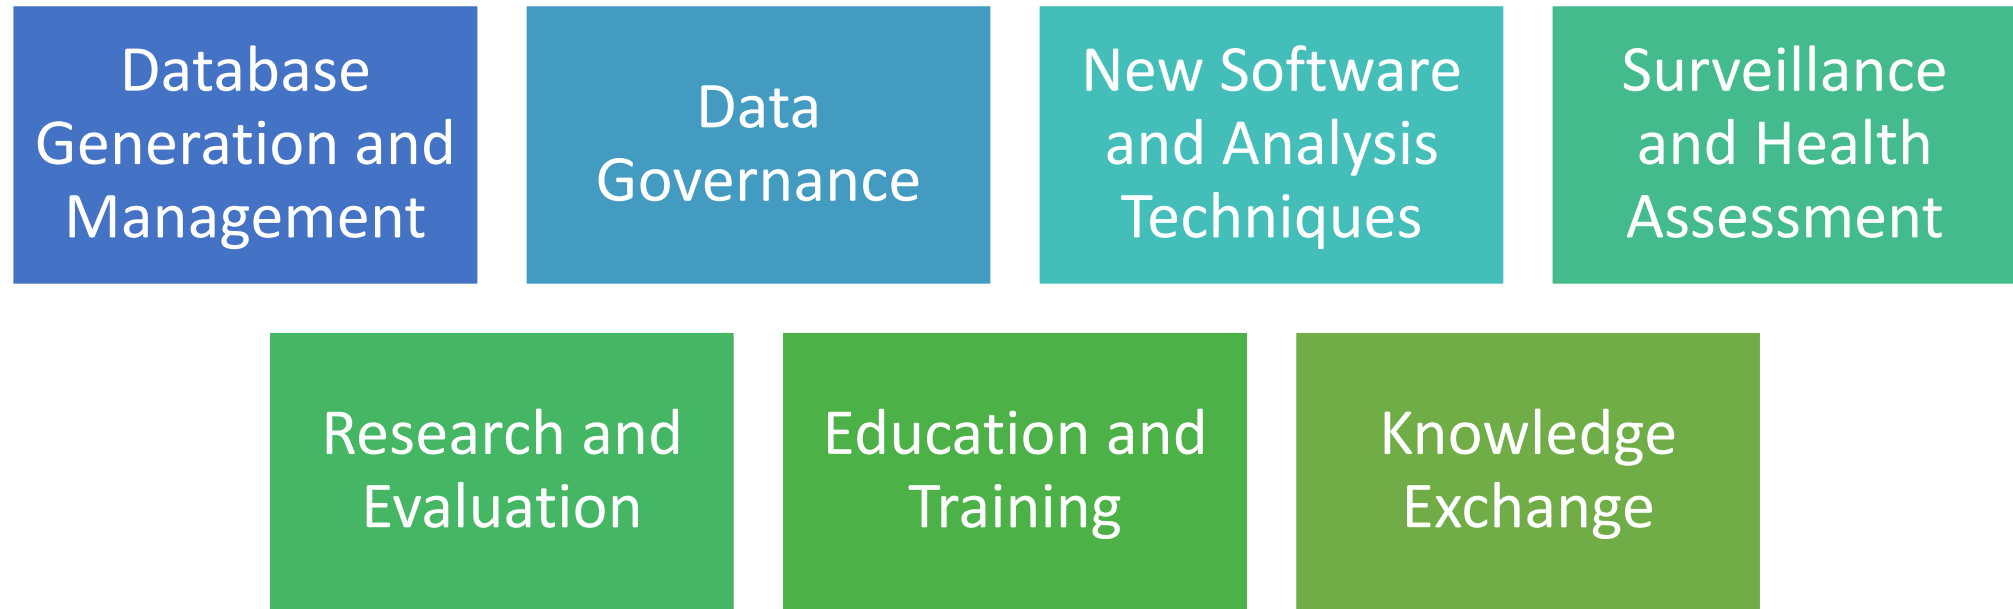 Database
Generation and
Management
Data
Governance
New Software
and Analysis
Techniques
Surveillance
and Health
Assessment
Research and
Evaluation
Education and
Training
Knowledge
Exchange